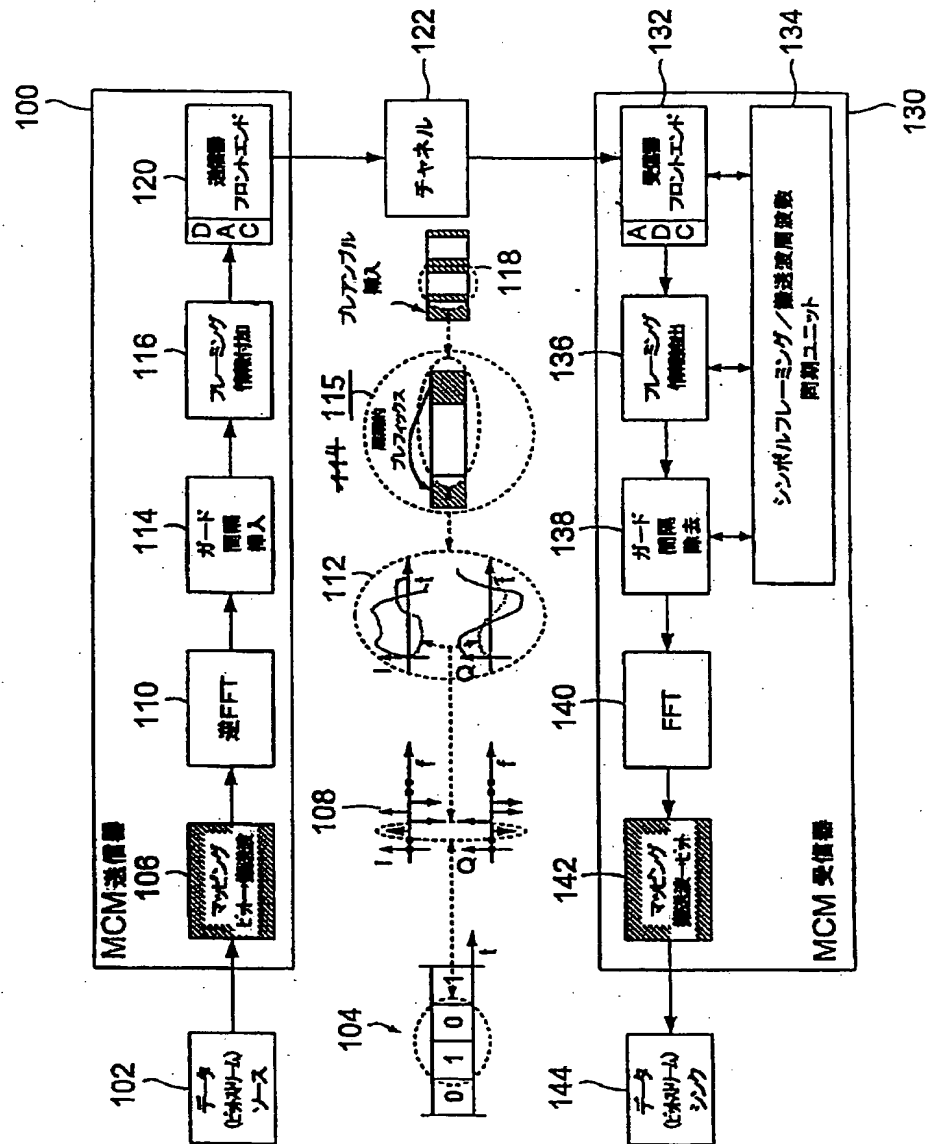 100
MCM送信器
102
データ
(ビットストリーム)
ソース
106
マッピング
ビット－搬送波
110
逆FFT
114
ガード
間隔
挿入
116
フレーミング
情報付加
120
D
A
C
送信器
フロントエンド
104
0
1
0
1
t
108
I
f
Q
f
112
I
t
Q
t
114 115
周期的
プレフィックス
プレアンブル
挿入
118
チャネル
122
130
MCM 受信器
132
A
D
C
受信器
フロントエンド
134
シンボルフレーミング／搬送波周波数
同期ユニット
136
フレーミング
情報抽出
138
ガード
間隔
除去
140
FFT
142
マッピング
搬送波－ビット
144
データ
(ビットストリーム)
シンク